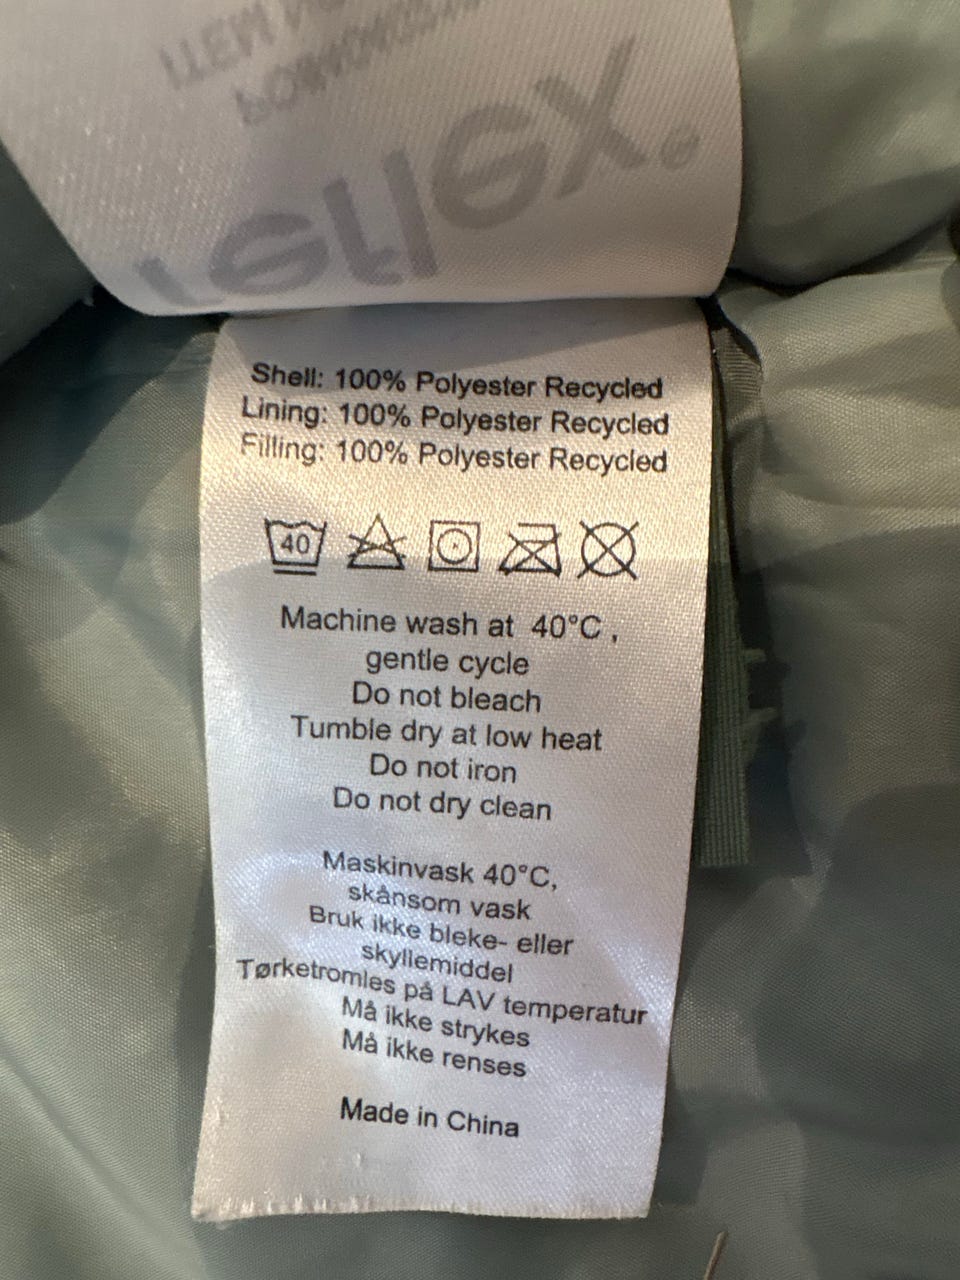 Shell: 100% Polyester Recycled
Lining: 100% Polyester Recycled
Filling: 100% Polyester Recycled
40
Machine wash at 40°C ,
gentle cycle
Do not bleach
Tumble dry at low heat
Do not iron
Do not dry clean
Maskinvask 40°C,
skånsom vask
Bruk ikke bleke- eller
skyllemiddel
Tørketromles på LAV temperatur
Må ikke strykes
Må ikke renses
Made in China